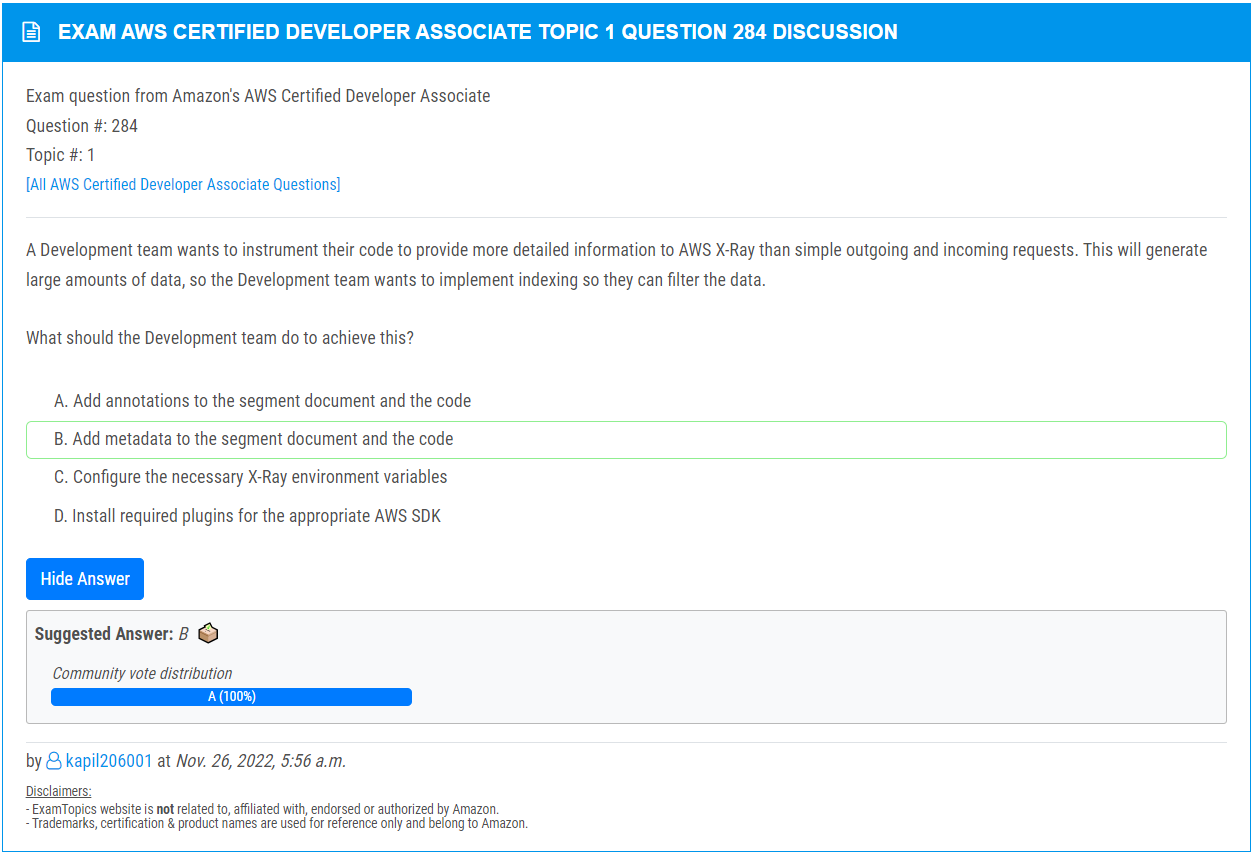 EXAM AWS CERTIFIED DEVELOPER ASSOCIATE TOPIC 1 QUESTION 284 DISCUSSION
Exam question from Amazon's AWS Certified Developer Associate
Question #: 284
Topic #: 1
[All AWS Certified Developer Associate Questions]
A Development team wants to instrument their code to provide more detailed information to AWS X-Ray than simple outgoing and incoming requests. This will generate
large amounts of data, so the Development team wants to implement indexing so they can filter the data.
What should the Development team do to achieve this?
A. Add annotations to the segment document and the code
B. Add metadata to the segment document and the code
C. Configure the necessary X-Ray environment variables
D. Install required plugins for the appropriate AWS SDK
Hide Answer
Suggested Answer: B
Community vote distribution
A (100%)
by kapil206001 at Nov. 26, 2022, 5:56 a.m.
Disclaimers:
- ExamTopics website is not related to, affiliated with, endorsed or authorized by Amazon.
- Trademarks, certification & product names are used for reference only and belong to Amazon.